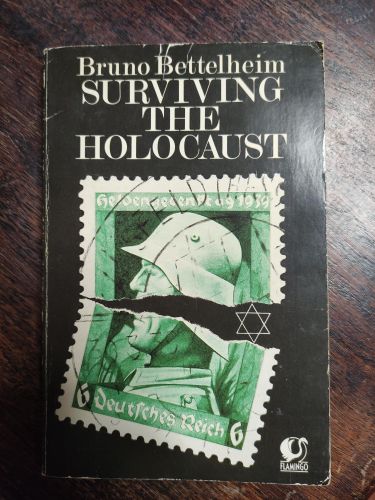 Bruno Bettelheim
SURVIVING
THE
HOLOCAUST
Heldengedenktag 1939
6 Deutsches Reich 6
FLAMINGO